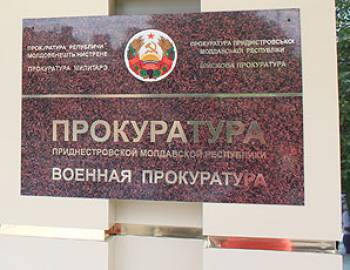 ПРОКУРАТУРА РЕПУБЛИЧИЙ
МОЛДОВЕНЕШТЬ НИСТРЕНЕ
ПРОКУРАТУРА МИЛИТАРЭ
ПРОКУРАТУРА ПРИДНІСТРОВСЬКОЇ
МОЛДАВСЬКОЇ РЕСПУБЛІКИ
ВІЙСЬКОВА ПРОКУРАТУРА
ПРОКУРАТУРА
ПРИДНЕСТРОВСКОЙ МОЛДАВСКОЙ РЕСПУБЛИКИ
ВОЕННАЯ ПРОКУРАТУРА